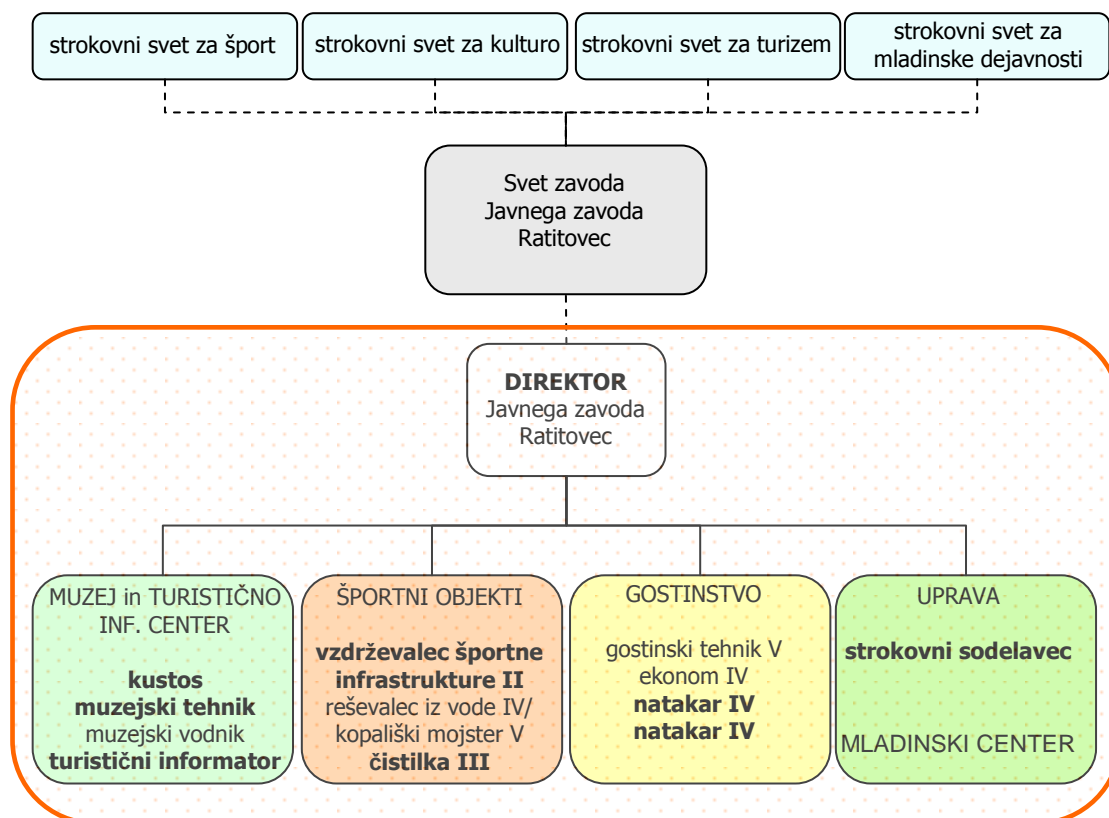 strokovni svet za šport
strokovni svet za kulturo
strokovni svet za turizem
strokovni svet za
mladinske dejavnosti
Svet zavoda
Javnega zavoda
Ratitovec
DIREKTOR
Javnega zavoda
Ratitovec
MUZEJ in TURISTIČNO
INF. CENTER
kustos
muzejski tehnik
muzejski vodnik
turistični informator
ŠPORTNI OBJEKTI
vzdrževalec športne
infrastrukture II
reševalec iz vode IV/
kopališki mojster V
čistilka III
GOSTINSTVO
gostinski tehnik V
ekonom IV
natakar IV
natakar IV
UPRAVA
strokovni sodelavec
MLADINSKI CENTER